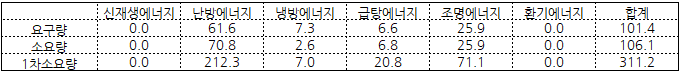 신재생에너지 난방에너지 냉방에너지 급탕에너지 조명에너지 환기에너지 합계
요구량 0.0 61.6 7.3 6.6 25.9 0.0 101.4
소요량 0.0 70.8 2.6 6.8 25.9 0.0 106.1
1차소요량 0.0 212.3 7.0 20.8 71.1 0.0 311.2